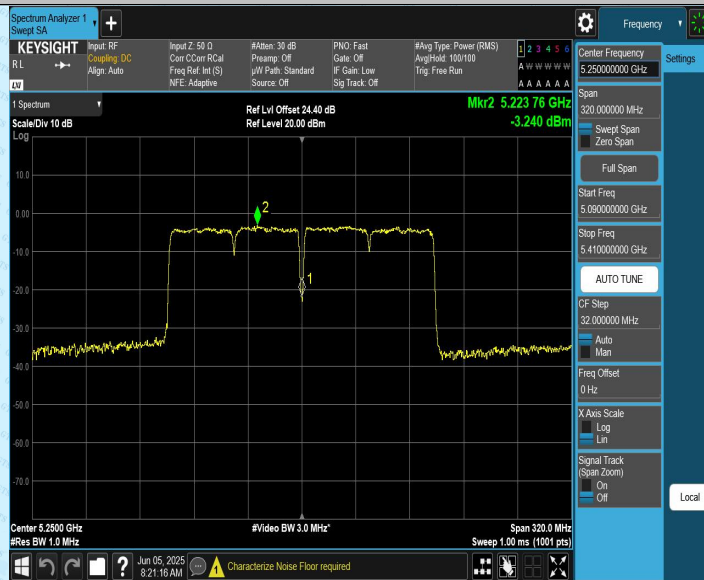 Spectrum Analyzer 1
Swept SA
+
Frequency
KEYSIGHT
RL
LXI
Input: RF
Coupling: DC
Align: Auto
Input Z: 50 Ω
Corr CCorr RCal
Freq Ref: Int (S)
NFE: Adaptive
#Atten: 30 dB
Preamp: Off
µW Path: Standard
Source: Off
PNO: Fast
Gate: Off
IF Gain: Low
Sig Track: Off
#Avg Type: Power (RMS)
Avg|Hold: 100/100
Trig: Free Run
1 2 3 4 5 6
A W W W W W
A A A A A A
1 Spectrum
Scale/Div 10 dB
Log
Ref Lvl Offset 24.40 dB
Ref Level 20.00 dBm
Mkr2 5.223 76 GHz
-3.240 dBm
10.0
0.00
-10.0
-20.0
-30.0
-40.0
-50.0
-60.0
-70.0
2
1
Center 5.2500 GHz
#Res BW 1.0 MHz
#Video BW 3.0 MHz*
Span 320.0 MHz
Sweep 1.00 ms (1001 pts)
Center Frequency
5.250000000 GHz
Settings
Span
320.000000 MHz
Swept Span
Zero Span
Full Span
Start Freq
5.090000000 GHz
Stop Freq
5.410000000 GHz
AUTO TUNE
CF Step
32.000000 MHz
Auto
Man
Freq Offset
0 Hz
X Axis Scale
Log
Lin
Signal Track
(Span Zoom)
On
Off
Local
?
Jun 05, 2025
8:21:16 AM
Characterize Noise Floor required